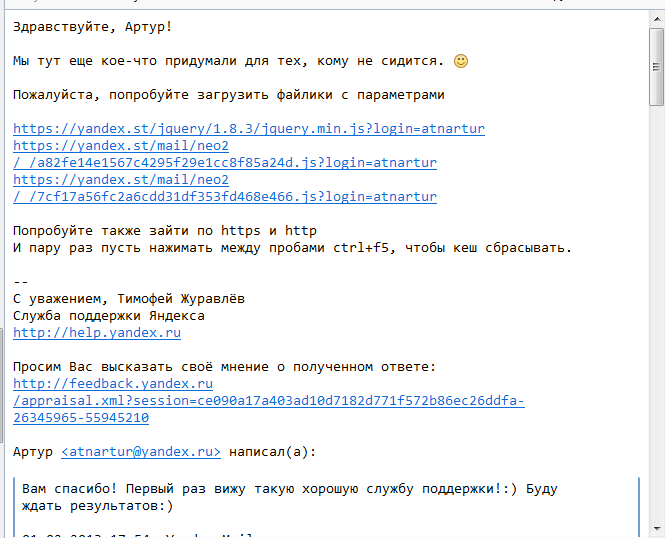 Здравствуйте, Артур!
Мы тут еще кое-что придумали для тех, кому не сидится.
Пожалуйста, попробуйте загрузить файлики с параметрами
https://yandex.st/jquery/1.8.3/jquery.min.js?login=atnartur
https://yandex.st/mail/neo2
/_/a82fe14e1567c4295f29e1cc8f85a24d.js?login=atnartur
https://yandex.st/mail/neo2
/_/7cf17a56fc2a6cdd31df353fd468e466.js?login=atnartur
Попробуйте также зайти по https и http
И пару раз пусть нажимать между пробами ctrl+f5, чтобы кеш сбрасывать.
--
С уважением, Тимофей Журавлёв
Служба поддержки Яндекса
http://help.yandex.ru
Просим Вас высказать своё мнение о полученном ответе:
http://feedback.yandex.ru
/appraisal.xml?session=ce090a17a403ad10d7182d771f572b86ec26ddfa-
26345965-55945210
Артур <atnartur@yandex.ru> написал(а):
Вам спасибо! Первый раз вижу такую хорошую службу поддержки!:) Буду
ждать результатов:)